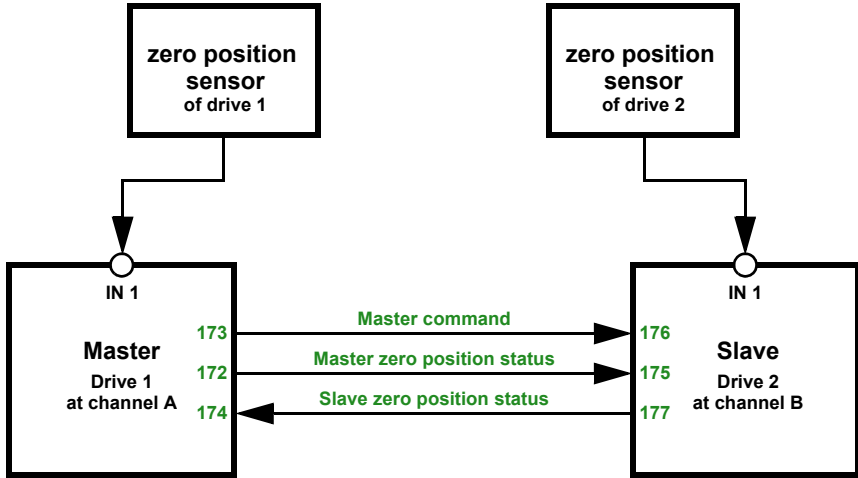 zero position
sensor
of drive 1
zero position
sensor
of drive 2
IN 1
IN 1
Master
Drive 1
at channel A
173
172
174
Master command
Master zero position status
Slave zero position status
176
175
177
Slave
Drive 2
at channel B